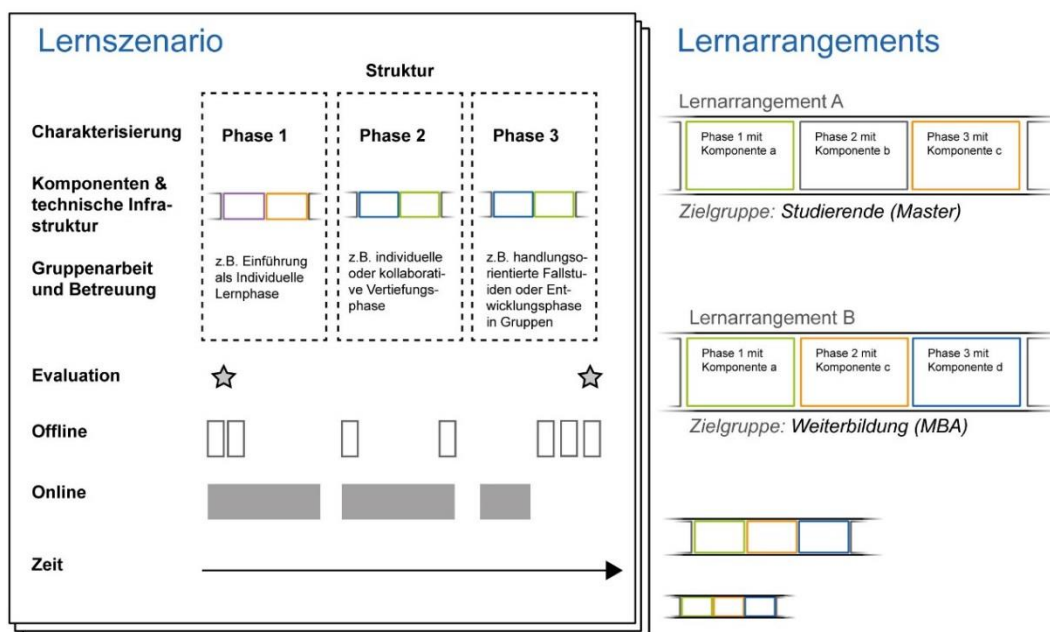 Lernszenario
Struktur
Charakterisierung
Phase 1
Phase 2
Phase 3
Komponenten &
technische Infra-
struktur
Gruppenarbeit
und Betreuung
z.B. Einführung
als Individuelle
Lernphase
z.B. individuelle
oder kollaborati-
ve Vertiefungs-
phase
z.B. handlungso-
rientierte Fallstu-
iden oder Ent-
wicklungsphase
in Gruppen
Evaluation
Offline
Online
Zeit
Lernarrangements
Lernarrangement A
Phase 1 mit
Komponente a
Phase 2 mit
Komponente b
Phase 3 mit
Komponente c
Zielgruppe: Studierende (Master)
Lernarrangement B
Phase 1 mit
Komponente a
Phase 2 mit
Komponente c
Phase 3 mit
Komponente d
Zielgruppe: Weiterbildung (MBA)